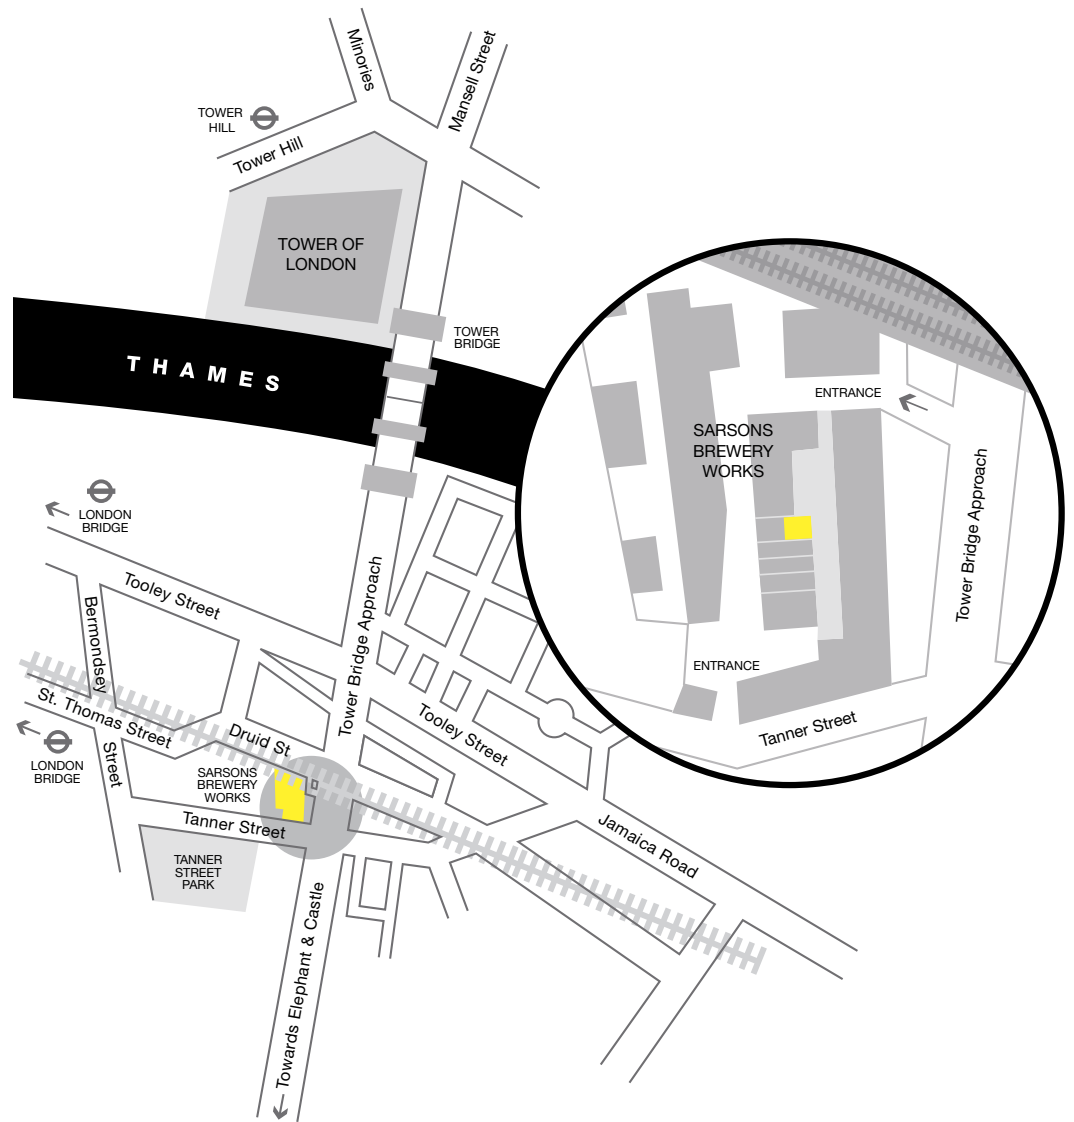 Minories
Mansell Street
TOWER
HILL
Tower Hill
TOWER OF
LONDON
TOWER
BRIDGE
THAMES
ENTRANCE
SARSONS
BREWERY
WORKS
Tower Bridge Approach
ENTRANCE
Tanner Street
LONDON
BRIDGE
Tooley Street
Bermondsey
Street
Tower Bridge Approach
St. Thomas Street
Druid St
Tooley Street
LONDON
BRIDGE
SARSONS
BREWERY
WORKS
Tanner Street
Jamaica Road
TANNER
STREET
PARK
Towards Elephant & Castle